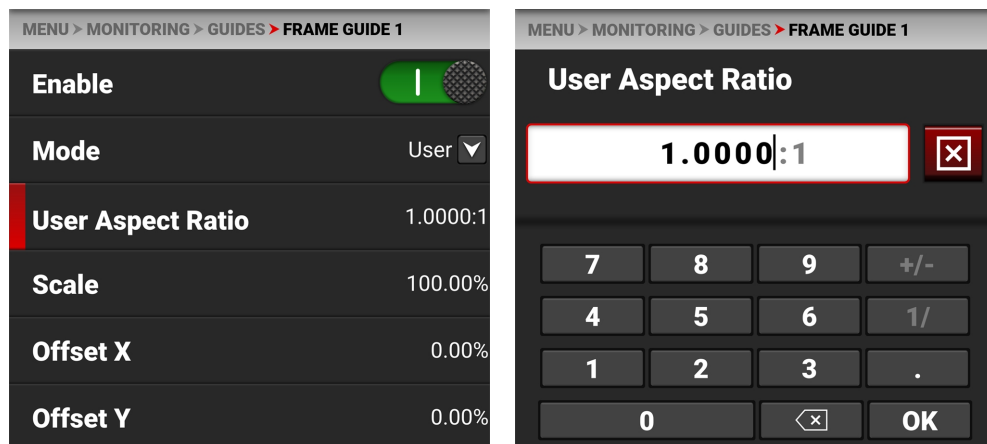 MENU > MONITORING > GUIDES > FRAME GUIDE 1
Enable
Mode User
User Aspect Ratio 1.0000:1
Scale 100.00%
Offset X 0.00%
Offset Y 0.00%
MENU > MONITORING > GUIDES > FRAME GUIDE 1
User Aspect Ratio
1.0000:1
7 8 9 +/-
4 5 6 1/
1 2 3 .
0 OK